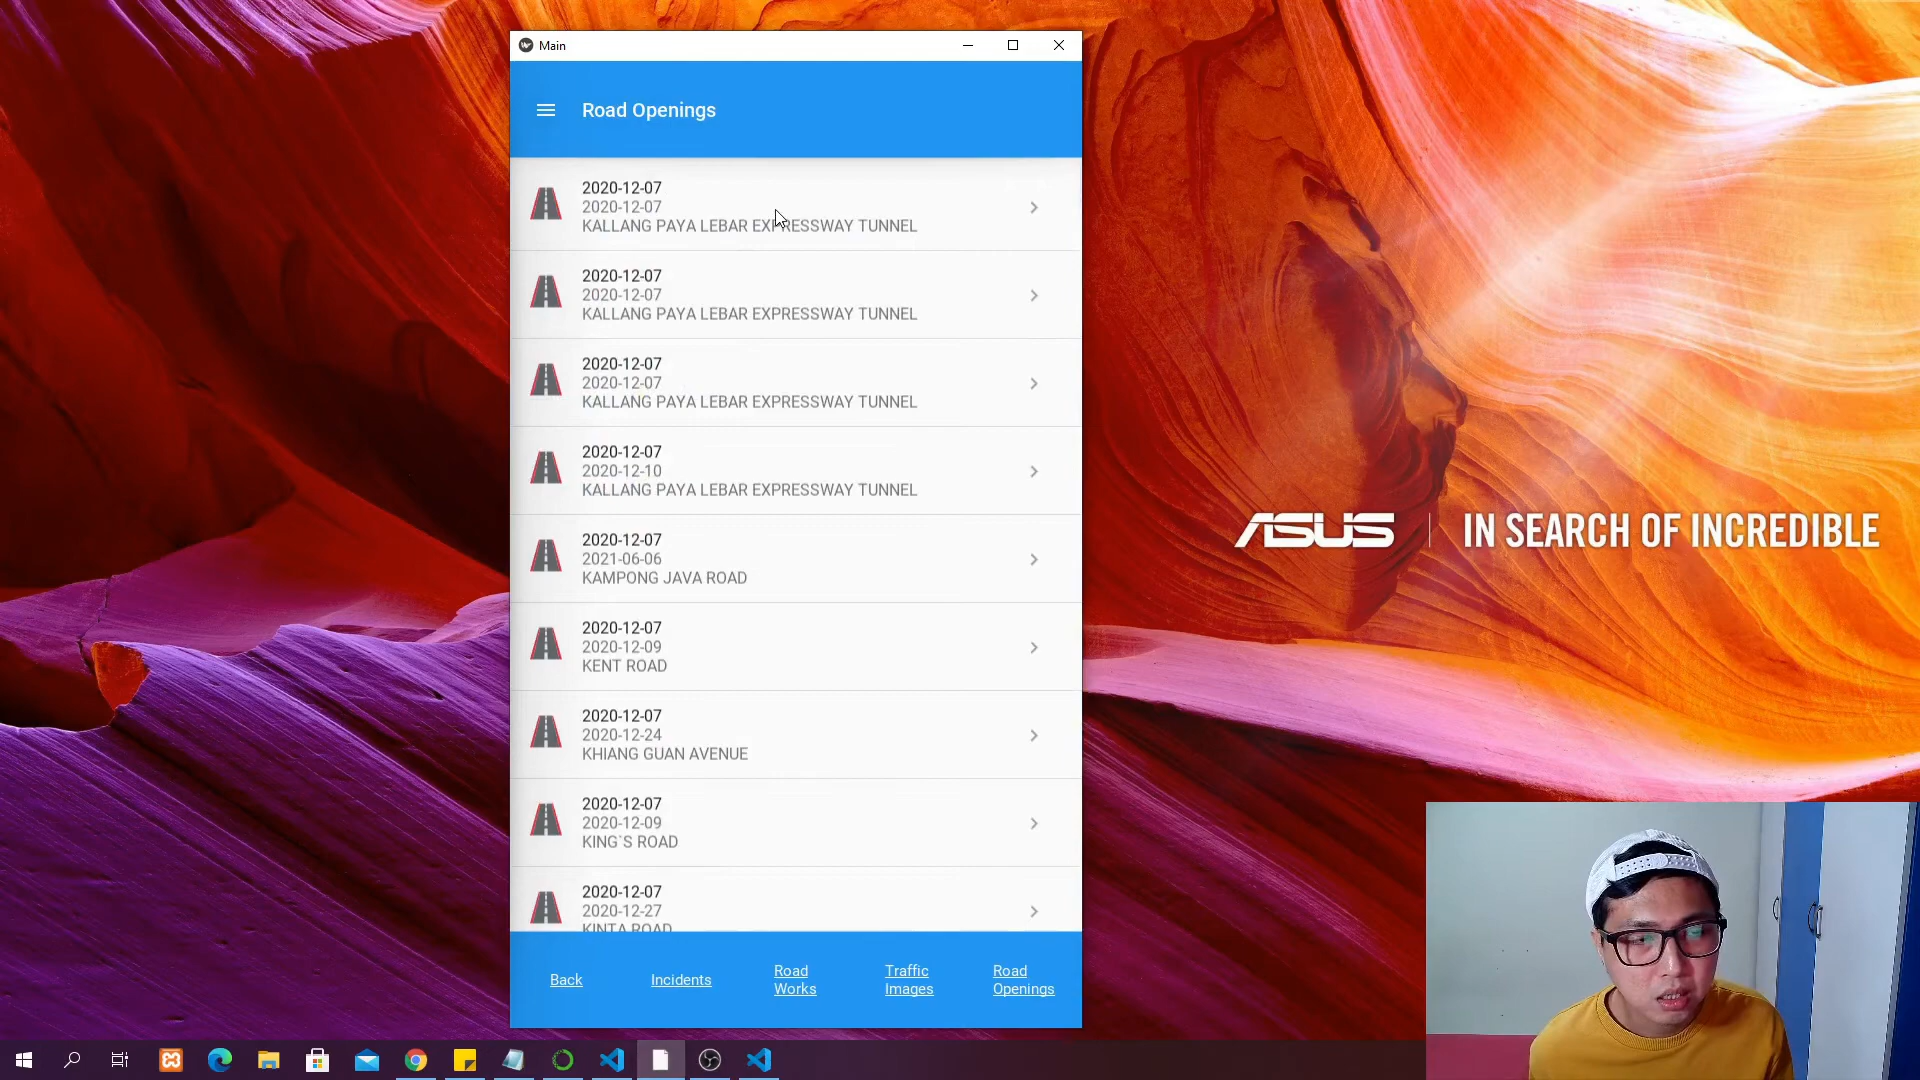 Main
Road Openings
2020-12-07
2020-12-07
KALLANG PAYA LEBAR EXPRESSWAY TUNNEL
2020-12-07
2020-12-07
KALLANG PAYA LEBAR EXPRESSWAY TUNNEL
2020-12-07
2020-12-07
KALLANG PAYA LEBAR EXPRESSWAY TUNNEL
2020-12-07
2020-12-10
KALLANG PAYA LEBAR EXPRESSWAY TUNNEL
2020-12-07
2021-06-06
KAMPONG JAVA ROAD
2020-12-07
2020-12-09
KENT ROAD
2020-12-07
2020-12-24
KHIANG GUAN AVENUE
2020-12-07
2020-12-09
KING`S ROAD
2020-12-07
2020-12-27
KINTA ROAD
Back
Incidents
Road
Works
Traffic
Images
Road
Openings
ASUS | IN SEARCH OF INCREDIBLE